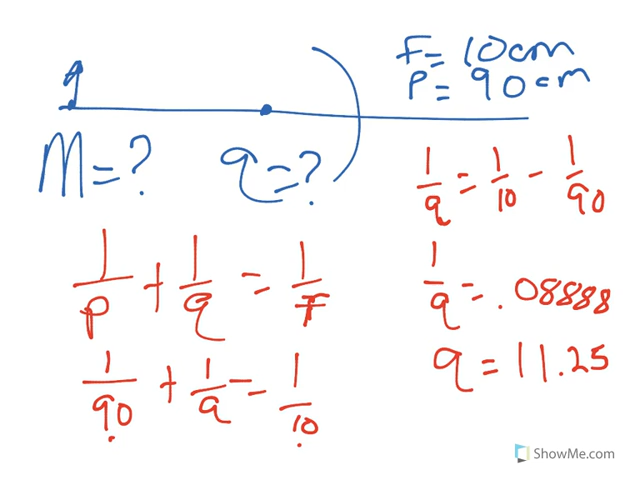 F = 10cm
P = 90cm
M = ?
q = ?
1/P + 1/q = 1/F
1/90 + 1/q = 1/10
1/q = 1/10 - 1/90
1/q = .08888
q = 11.25
ShowMe.com